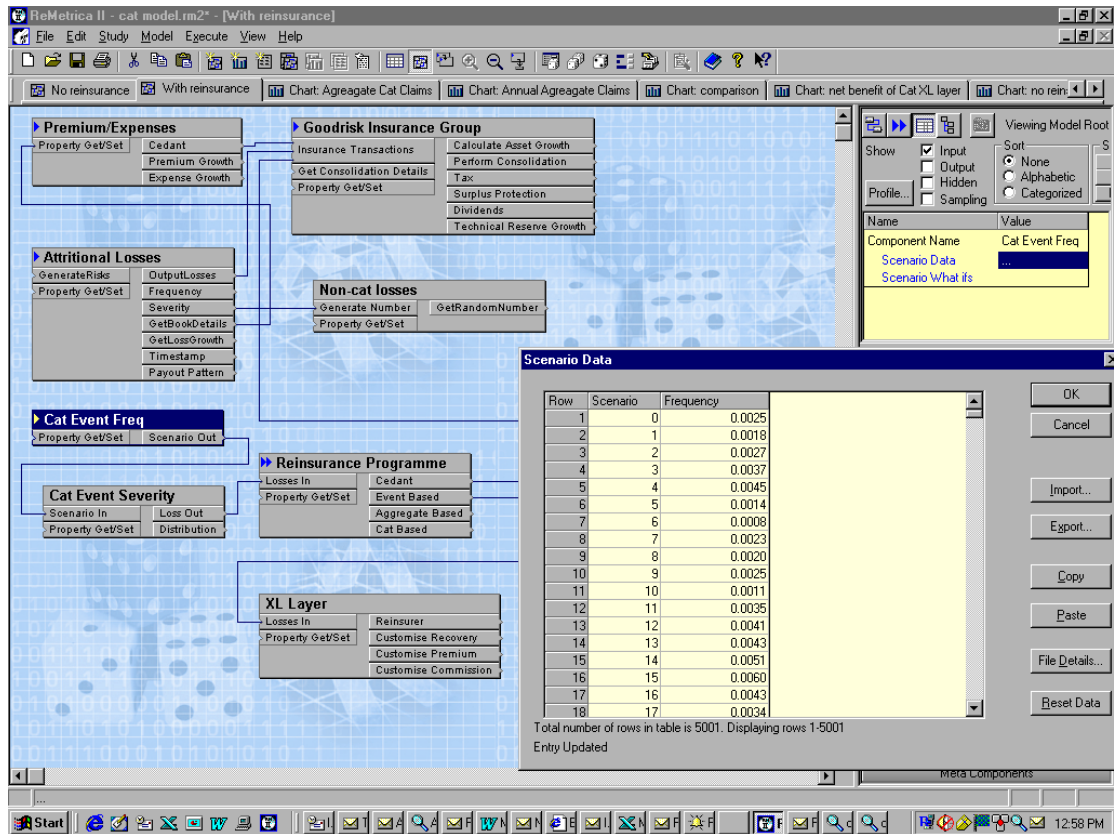 ReMetrica II - cat model.rm2* - [With reinsurance]
File Edit Study Model Execute View Help
No reinsurance With reinsurance Chart: Agreagate Cat Claims Chart: Annual Agreagate Claims Chart: comparison Chart: net benefit of Cat XL layer Chart: no rein
Premium/Expenses
Property Get/Set Cedant
Premium Growth
Expense Growth
Goodrisk Insurance Group
Insurance Transactions
Get Consolidation Details
Property Get/Set
Calculate Asset Growth
Perform Consolidation
Tax
Surplus Protection
Dividends
Technical Reserve Growth
Attritional Losses
GenerateRisks OutputLosses
Property Get/Set Frequency
Severity
GetBookDetails
GetLossGrowth
Timestamp
Payout Pattern
Non-cat losses
Generate Number GetRandomNumber
Property Get/Set
Cat Event Freq
Property Get/Set Scenario Out
Cat Event Severity
Scenario In Loss Out
Property Get/Set Distribution
Reinsurance Programme
Losses In Cedant
Property Get/Set Event Based
Aggregate Based
Cat Based
XL Layer
Losses In Reinsurer
Property Get/Set Customise Recovery
Customise Premium
Customise Commission
Viewing Model Root
Show Input
Output
Hidden
Sampling
Profile...
Sort
None
Alphabetic
Categorized
S
Name Value
Component Name Cat Event Freq
Scenario Data ...
Scenario What ifs
Scenario Data
Row Scenario Frequency
1 0 0.0025
2 1 0.0018
3 2 0.0027
4 3 0.0037
5 4 0.0045
6 5 0.0014
7 6 0.0008
8 7 0.0023
9 8 0.0020
10 9 0.0025
11 10 0.0011
12 11 0.0035
13 12 0.0041
14 13 0.0043
15 14 0.0051
16 15 0.0060
17 16 0.0043
18 17 0.0034
Total number of rows in table is 5001. Displaying rows 1-5001
Entry Updated
OK
Cancel
Import...
Export...
Copy
Paste
File Details...
Reset Data
Meta Components
...
Start
12:58 PM